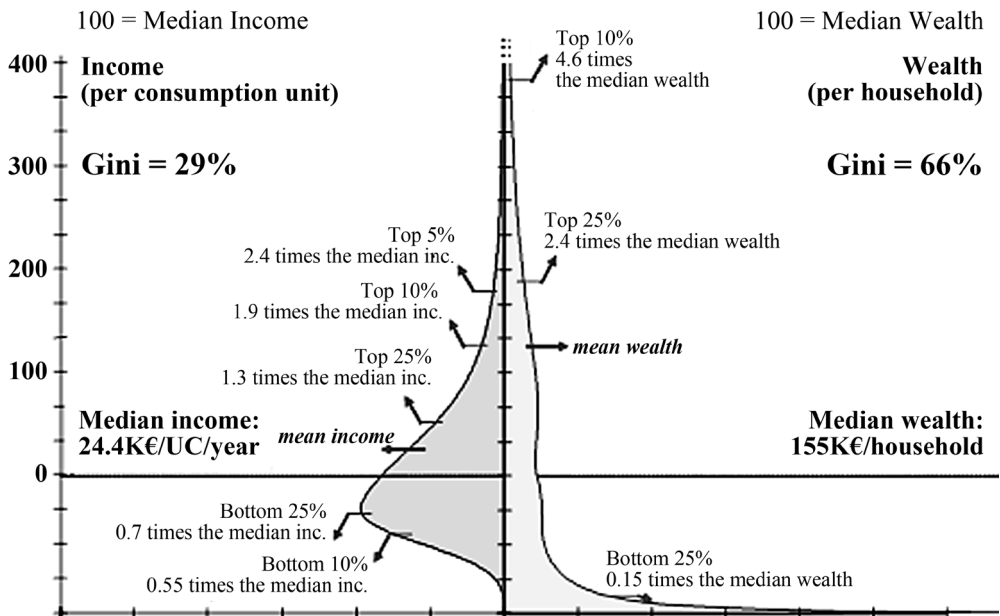 100 = Median Income
100 = Median Wealth
Top 10%
4.6 times
the median wealth
400
Income
(per consumption unit)
Wealth
(per household)
300
Gini = 29%
Gini = 66%
Top 25%
2.4 times the median wealth
Top 5%
2.4 times the median inc.
200
Top 10%
1.9 times the median inc.
mean wealth
Top 25%
1.3 times the median inc.
100
Median income:
24.4K€/UC/year
mean income
Median wealth:
155K€/household
0
Bottom 25%
0.7 times the median inc.
Bottom 10%
0.55 times the median inc.
Bottom 25%
0.15 times the median wealth